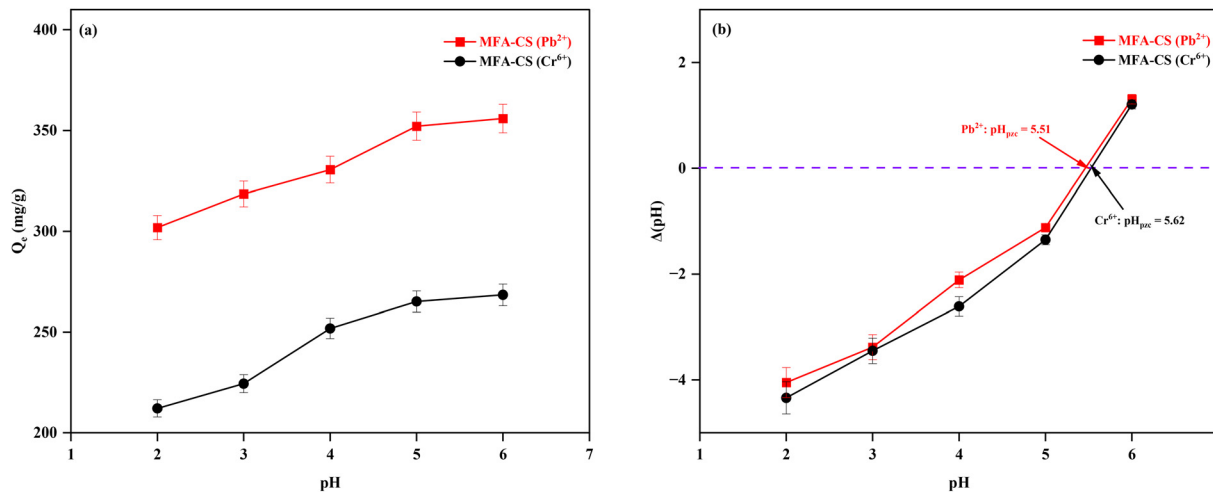 (a)
MFA-CS (Pb²⁺)
MFA-CS (Cr⁶⁺)
400
350
300
250
200
Qₑ (mg/g)
1 2 3 4 5 6 7
pH
(b)
MFA-CS (Pb²⁺)
MFA-CS (Cr⁶⁺)
2
0
−2
−4
Δ(pH)
Pb²⁺: pHpzc = 5.51
Cr⁶⁺: pHpzc = 5.62
1 2 3 4 5 6
pH